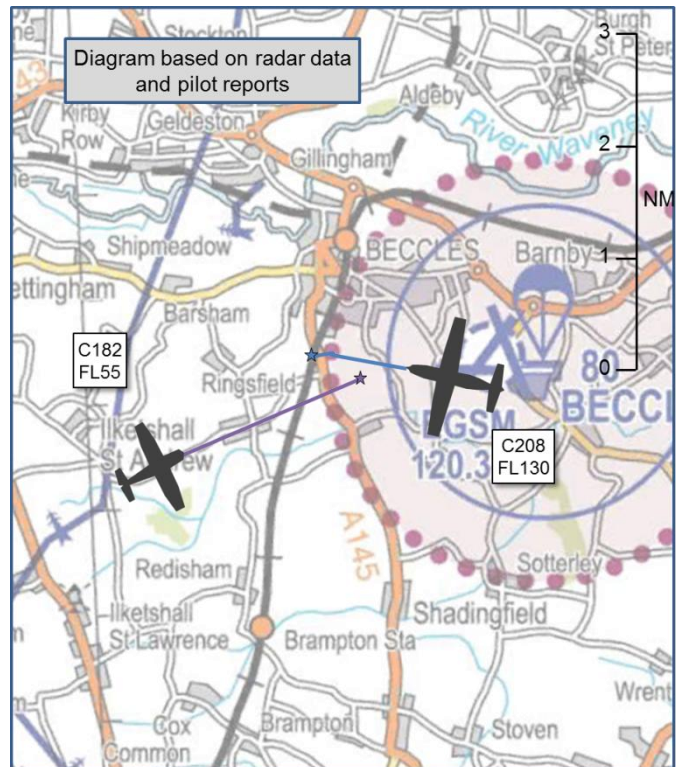 Stockton
Burgh
St Peter
3
Diagram based on radar data
and pilot reports
43
Kirby
Row
Geldeston
Aldeby
River Waveney
2
Gillingham
NM
Shipmeadow
BECCLES
Barnby
1
ettingham
Barsham
C182
FL55
Ringsfield
80
0
BECCL
Ilketshall
St Andrew
EGSM
120.3
C208
FL130
A145
Redisham
Sotterley
Ilketshall
St Lawrence
Brampton Sta
Shadingfield
Wrent
Cox
Common
Brampton
Stoven